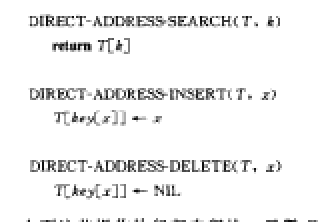 DIRECT-ADDRESS-SEARCH(T, k)
return T[k]
DIRECT-ADDRESS-INSERT(T, x)
T[key[x]] ← x
DIRECT-ADDRESS-DELETE(T, x)
T[key[x]] ← NIL